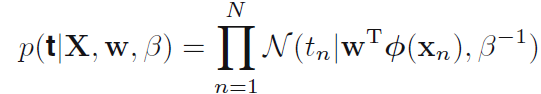 p(𝘁|𝐗, 𝐰, β) = ∏_{n=1}^{N} 𝒩(t_n|𝐰^T 𝛟(𝐱_n), β^{−1})